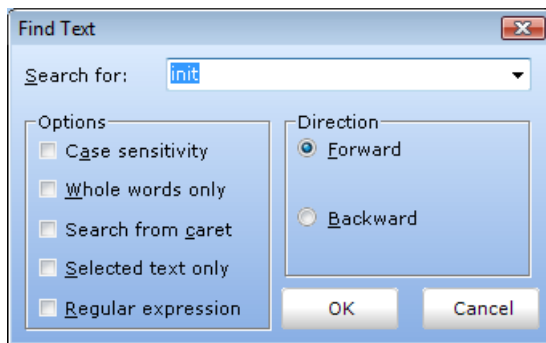 Find Text
Search for: init
Options
Case sensitivity
Whole words only
Search from caret
Selected text only
Regular expression
Direction
Forward
Backward
OK
Cancel